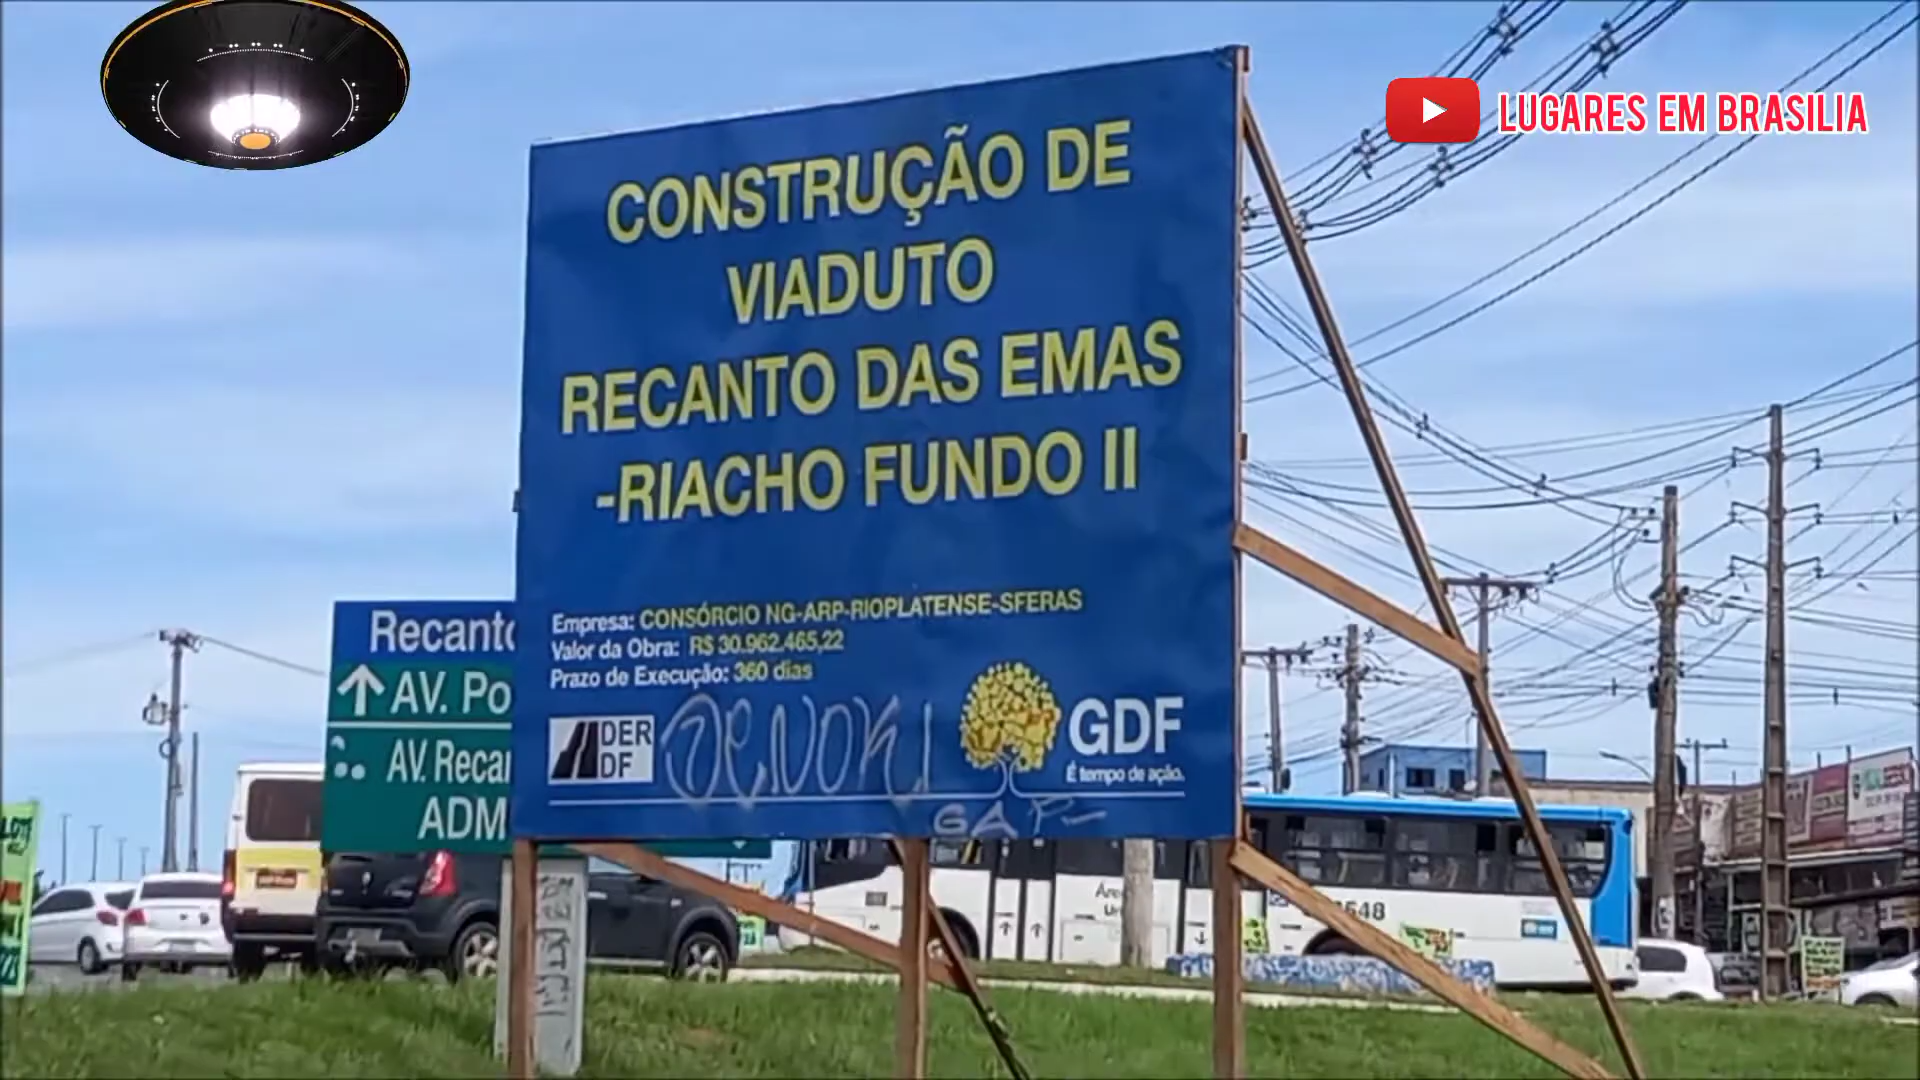 LUGARES EM BRASILIA
CONSTRUÇÃO DE
VIADUTO
RECANTO DAS EMAS
-RIACHO FUNDO II
Empresa: CONSÓRCIO NG-ARP-RIOPLATENSE-SFERAS
Valor da Obra: R$ 30.962.465,22
Prazo de Execução: 360 dias
DER
DF
GDF
É tempo de ação.
GAP
Recanto
AV. Po
AV. Recan
ADM